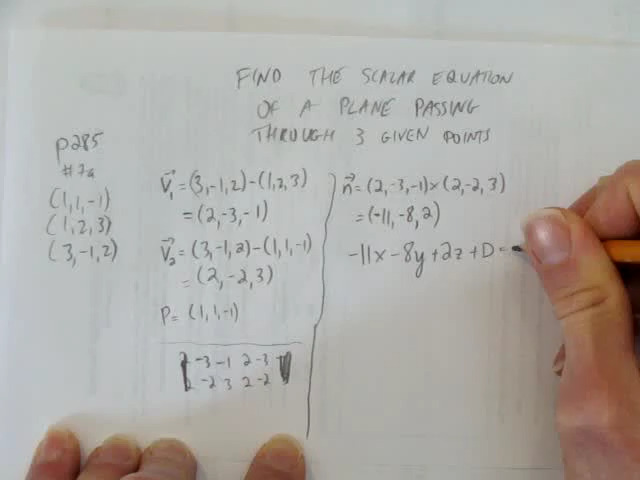 FIND THE SCALAR EQUATION
OF A PLANE PASSING
THROUGH 3 GIVEN POINTS
p285
#7a
(1,1,-1)
(1,2,3)
(3,-1,2)
V₁ = (3,-1,2)-(1,2,3)
= (2,-3,-1)
V₂ = (3,-1,2)-(1,1,-1)
= (2,-2,3)
P = (1,1,-1)
-3 -1 2 -3
2 -2 3 2 -2
n = (2,-3,-1)×(2,-2,3)
= (-11,-8,2)
-11x-8y+2z+D=